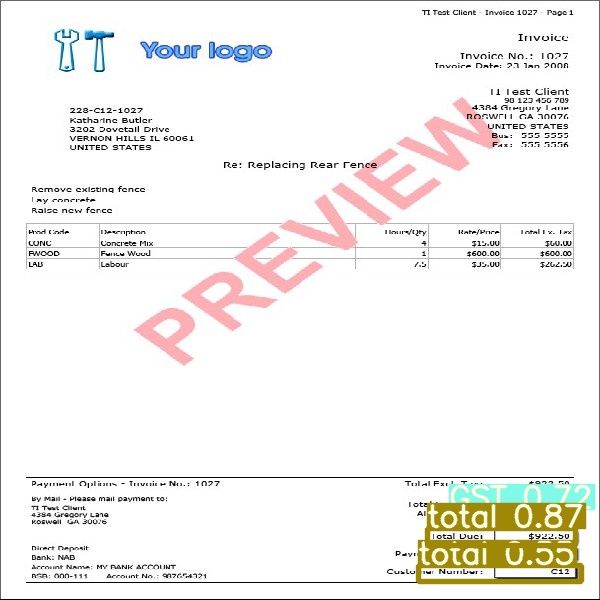 TI Test Client - Invoice 1027 - Page 1
Your logo
Invoice
Invoice No.: 1027
Invoice Date: 23 Jan 2008
TI Test Client
98 123 456 789
4384 Gregory Lane
ROSWELL GA 30076
UNITED STATES
Bus: 555 5555
Fax: 555 5556
228-C12-1027
Katharine Butler
3202 Dovetail Drive
VERNON HILLS IL 60061
UNITED STATES
Re: Replacing Rear Fence
Remove existing fence
Lay concrete
Raise new fence
Prod Code Description Hours/Qty Rate/Price Total Ex. Tax
CONC Concrete Mix 4 $15.00 $60.00
FWOOD Fence Wood 1 $600.00 $600.00
LAB Labour 7.5 $35.00 $262.50
PREVIEW
Payment Options - Invoice No.: 1027
By Mail - Please mail payment to:
TI Test Client
4384 Gregory Lane
Roswell GA 30076
Direct Deposit
Bank: NAB
Account Name: MY BANK ACCOUNT
BSB: 000-111 Account No.: 987654321
Total Excl. Tax: $922.50
GST 0.72
total 0.87
Total Due: $922.50
total 0.55
Customer Number: C12